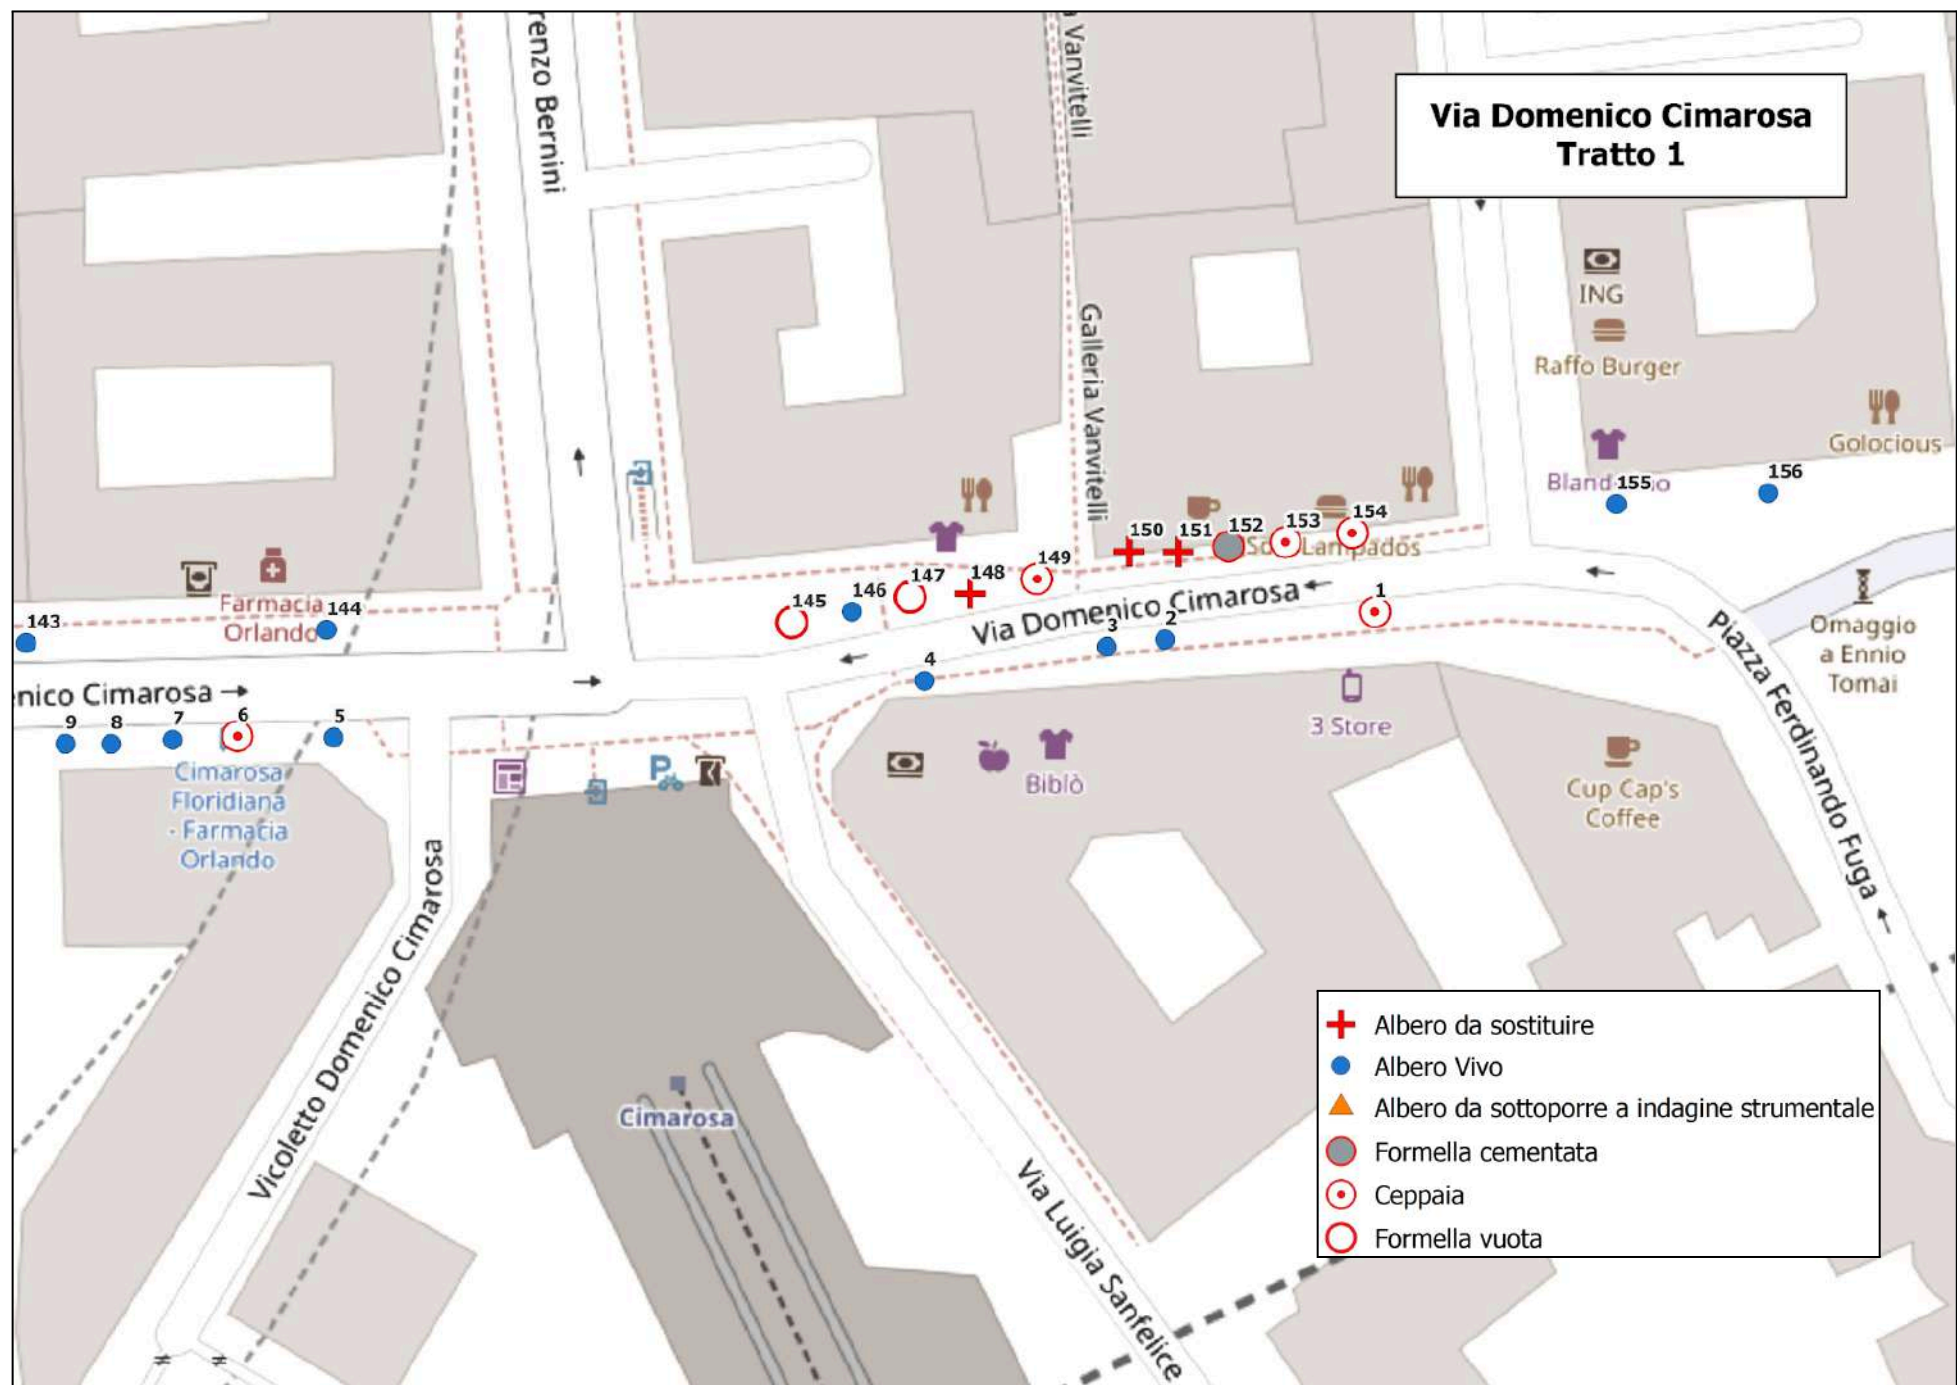 Via Domenico Cimarosa
Tratto 1
renzo Bernini
a Vanvitelli
Galleria Vanvitelli
ING
Raffo Burger
Golocious
155
156
150
151
152
153
154
149
148
147
146
145
Farmacia
Orlando
144
143
Via Domenico Cimarosa
1
2
3
4
Piazza Ferdinando Fuga
Omaggio
a Ennio
Tomai
enico Cimarosa
9
8
7
6
5
Cimarosa
Floridiana
- Farmacia
Orlando
P
Biblò
3 Store
Cup Cap's
Coffee
Vicoletto Domenico Cimarosa
Cimarosa
Via Luigia Sanfelice
Albero da sostituire
Albero Vivo
Albero da sottoporre a indagine strumentale
Formella cementata
Ceppaia
Formella vuota